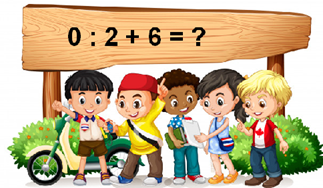 0 : 2 + 6 = ?